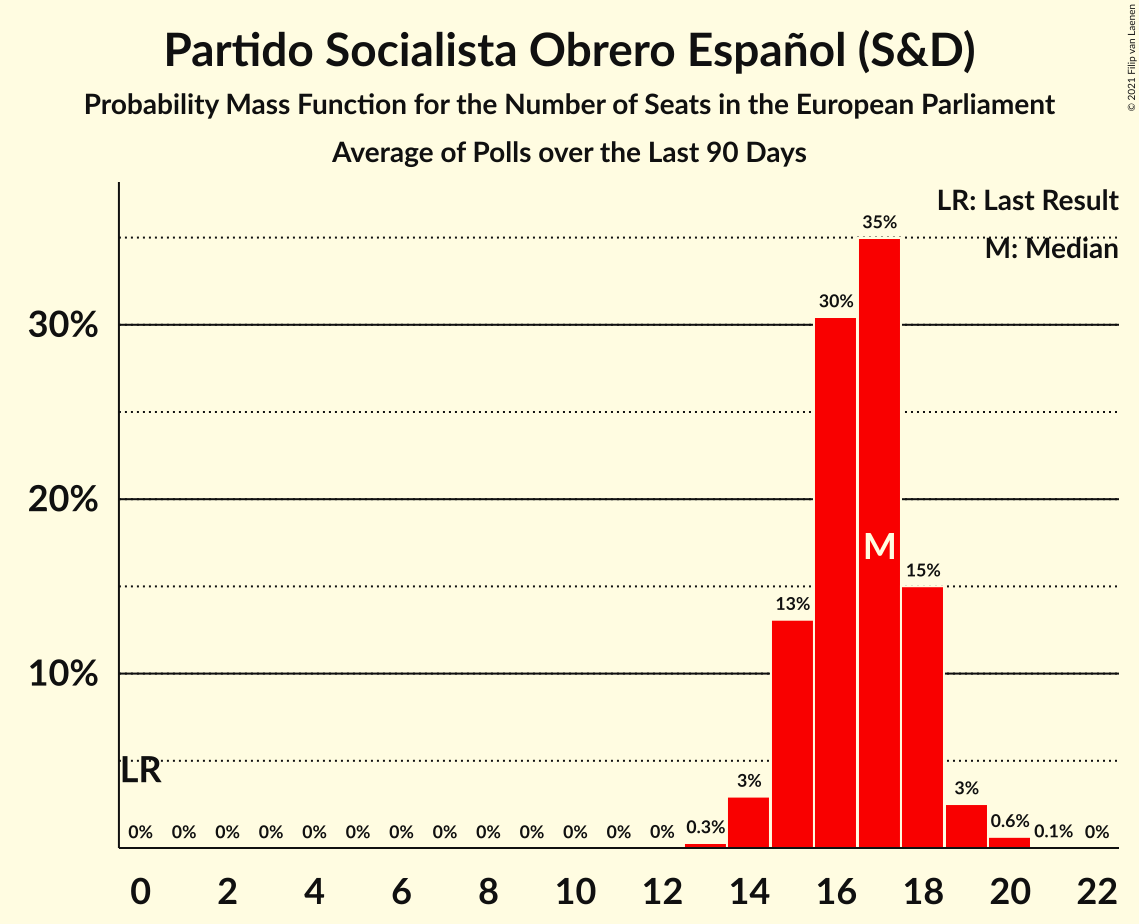 Partido Socialista Obrero Español (S&D)
Probability Mass Function for the Number of Seats in the European Parliament
Average of Polls over the Last 90 Days
© 2021 Filip van Laenen
LR: Last Result
M: Median
30%
20%
10%
LR
M
0% 0% 0% 0% 0% 0% 0% 0% 0% 0% 0% 0% 0% 0.3% 3% 13% 30% 35% 15% 3% 0.6% 0.1% 0%
0 2 4 6 8 10 12 14 16 18 20 22